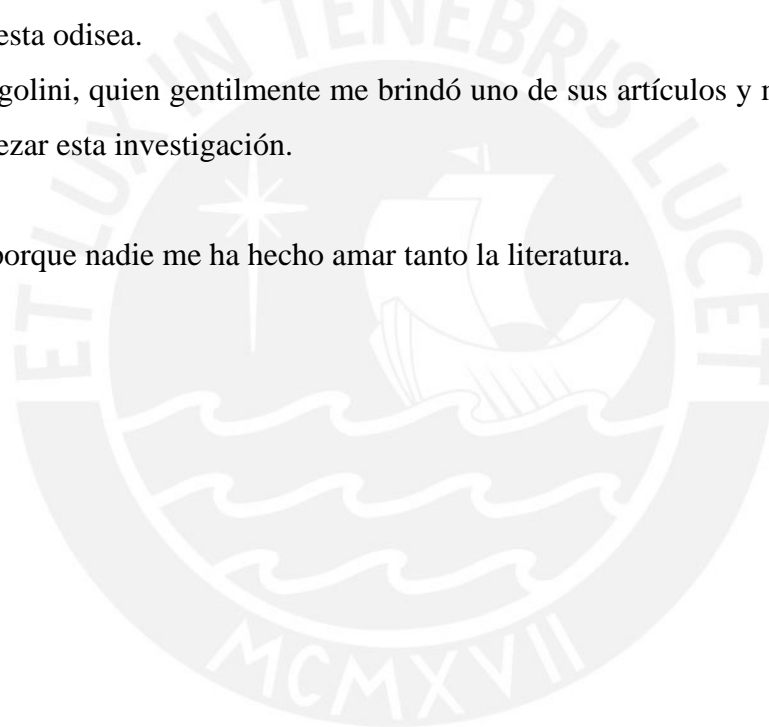 esta odisea.
golini, quien gentilmente me brindó uno de sus artículos y
ezar esta investigación.
porque nadie me ha hecho amar tanto la literatura.
ET LUX IN TENEBRIS LUCET
MCMXVII